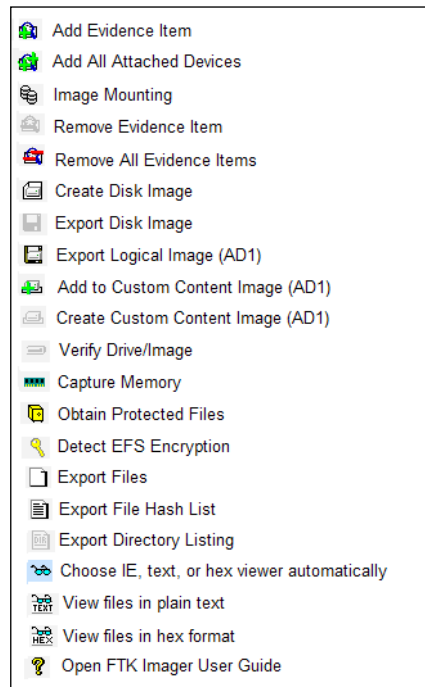 Add Evidence Item
Add All Attached Devices
Image Mounting
Remove Evidence Item
Remove All Evidence Items
Create Disk Image
Export Disk Image
Export Logical Image (AD1)
Add to Custom Content Image (AD1)
Create Custom Content Image (AD1)
Verify Drive/Image
Capture Memory
Obtain Protected Files
Detect EFS Encryption
Export Files
Export File Hash List
DIR Export Directory Listing
Choose IE, text, or hex viewer automatically
TEXT View files in plain text
HEX View files in hex format
? Open FTK Imager User Guide